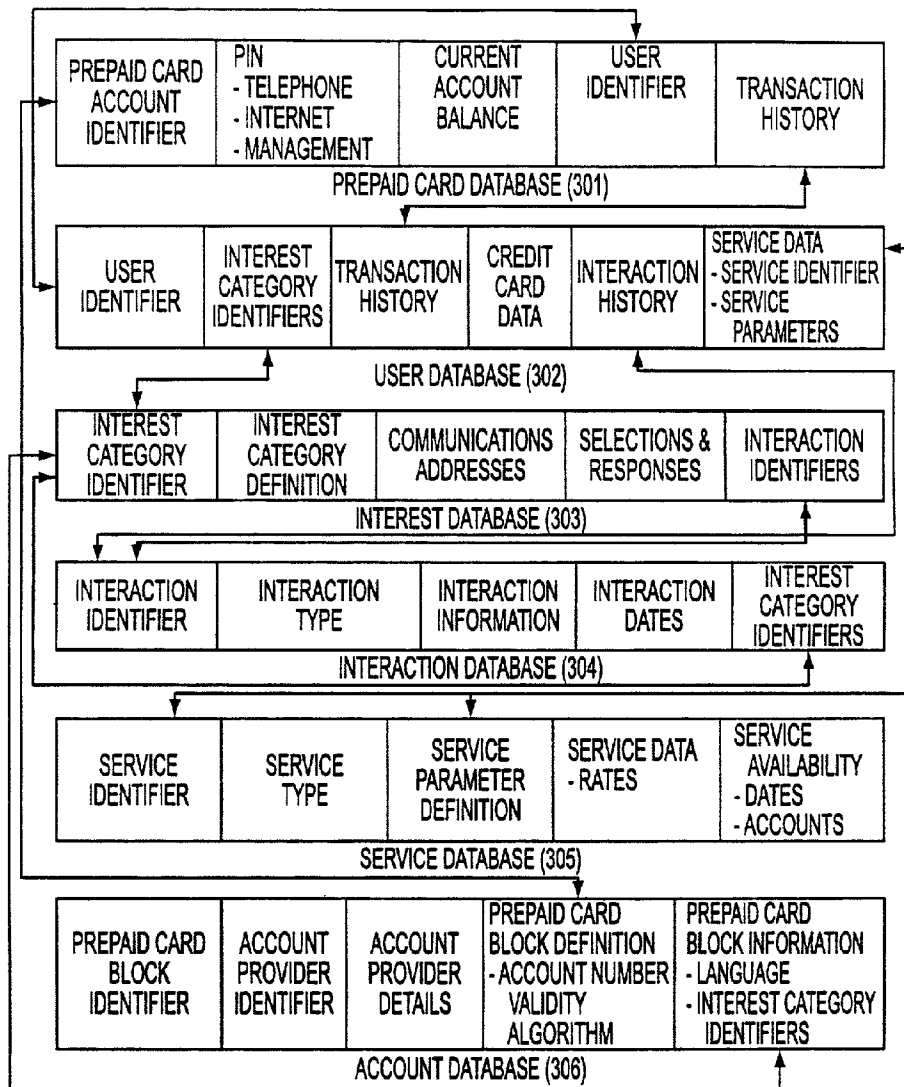 PREPAID CARD
ACCOUNT
IDENTIFIER
PIN
- TELEPHONE
- INTERNET
- MANAGEMENT
CURRENT
ACCOUNT
BALANCE
USER
IDENTIFIER
TRANSACTION
HISTORY
PREPAID CARD DATABASE (301)
USER
IDENTIFIER
INTEREST
CATEGORY
IDENTIFIERS
TRANSACTION
HISTORY
CREDIT
CARD
DATA
INTERACTION
HISTORY
SERVICE DATA
- SERVICE IDENTIFIER
- SERVICE
PARAMETERS
USER DATABASE (302)
INTEREST
CATEGORY
IDENTIFIER
INTEREST
CATEGORY
DEFINITION
COMMUNICATIONS
ADDRESSES
SELECTIONS &
RESPONSES
INTERACTION
IDENTIFIERS
INTEREST DATABASE (303)
INTERACTION
IDENTIFIER
INTERACTION
TYPE
INTERACTION
INFORMATION
INTERACTION
DATES
INTEREST
CATEGORY
IDENTIFIERS
INTERACTION DATABASE (304)
SERVICE
IDENTIFIER
SERVICE
TYPE
SERVICE
PARAMETER
DEFINITION
SERVICE DATA
- RATES
SERVICE
AVAILABILITY
- DATES
- ACCOUNTS
SERVICE DATABASE (305)
PREPAID CARD
BLOCK
IDENTIFIER
ACCOUNT
PROVIDER
IDENTIFIER
ACCOUNT
PROVIDER
DETAILS
PREPAID CARD
BLOCK DEFINITION
- ACCOUNT NUMBER
VALIDITY
ALGORITHM
PREPAID CARD
BLOCK INFORMATION
- LANGUAGE
- INTEREST CATEGORY
IDENTIFIERS
ACCOUNT DATABASE (306)